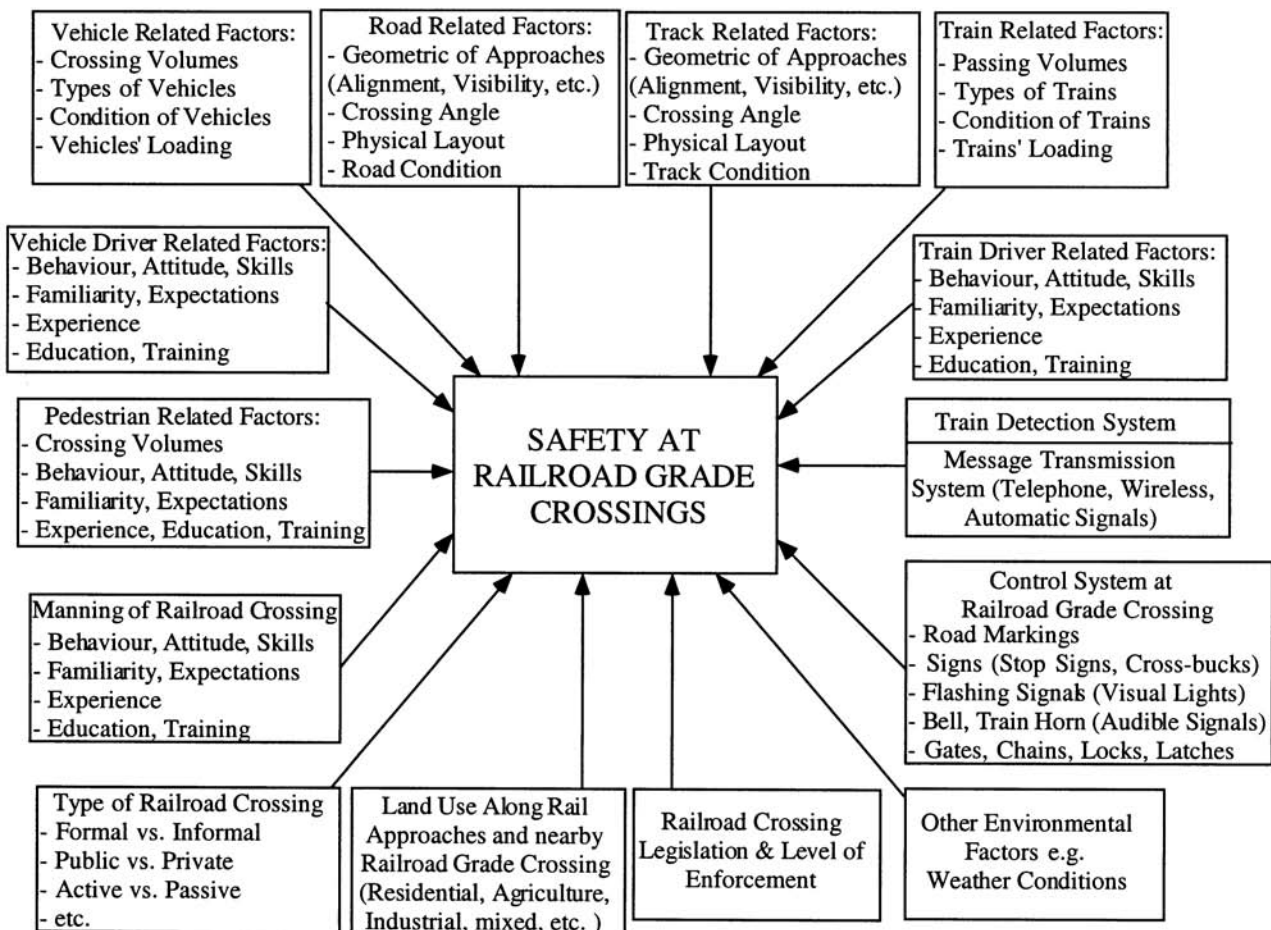 Vehicle Related Factors:
- Crossing Volumes
- Types of Vehicles
- Condition of Vehicles
- Vehicles' Loading
Road Related Factors:
- Geometric of Approaches
(Alignment, Visibility, etc.)
- Crossing Angle
- Physical Layout
- Road Condition
Track Related Factors:
- Geometric of Approaches
(Alignment, Visibility, etc.)
- Crossing Angle
- Physical Layout
- Track Condition
Train Related Factors:
- Passing Volumes
- Types of Trains
- Condition of Trains
- Trains' Loading
Vehicle Driver Related Factors:
- Behaviour, Attitude, Skills
- Familiarity, Expectations
- Experience
- Education, Training
Train Driver Related Factors:
- Behaviour, Attitude, Skills
- Familiarity, Expectations
- Experience
- Education, Training
Pedestrian Related Factors:
- Crossing Volumes
- Behaviour, Attitude, Skills
- Familiarity, Expectations
- Experience, Education, Training
SAFETY AT
RAILROAD GRADE
CROSSINGS
Train Detection System
Message Transmission
System (Telephone, Wireless,
Automatic Signals)
Manning of Railroad Crossing
- Behaviour, Attitude, Skills
- Familiarity, Expectations
- Experience
- Education, Training
Control System at
Railroad Grade Crossing
- Road Markings
- Signs (Stop Signs, Cross-bucks)
- Flashing Signals (Visual Lights)
- Bell, Train Horn (Audible Signals)
- Gates, Chains, Locks, Latches
Type of Railroad Crossing
- Formal vs. Informal
- Public vs. Private
- Active vs. Passive
- etc.
Land Use Along Rail
Approaches and nearby
Railroad Grade Crossing
(Residential, Agriculture,
Industrial, mixed, etc. )
Railroad Crossing
Legislation & Level of
Enforcement
Other Environmental
Factors e.g.
Weather Conditions